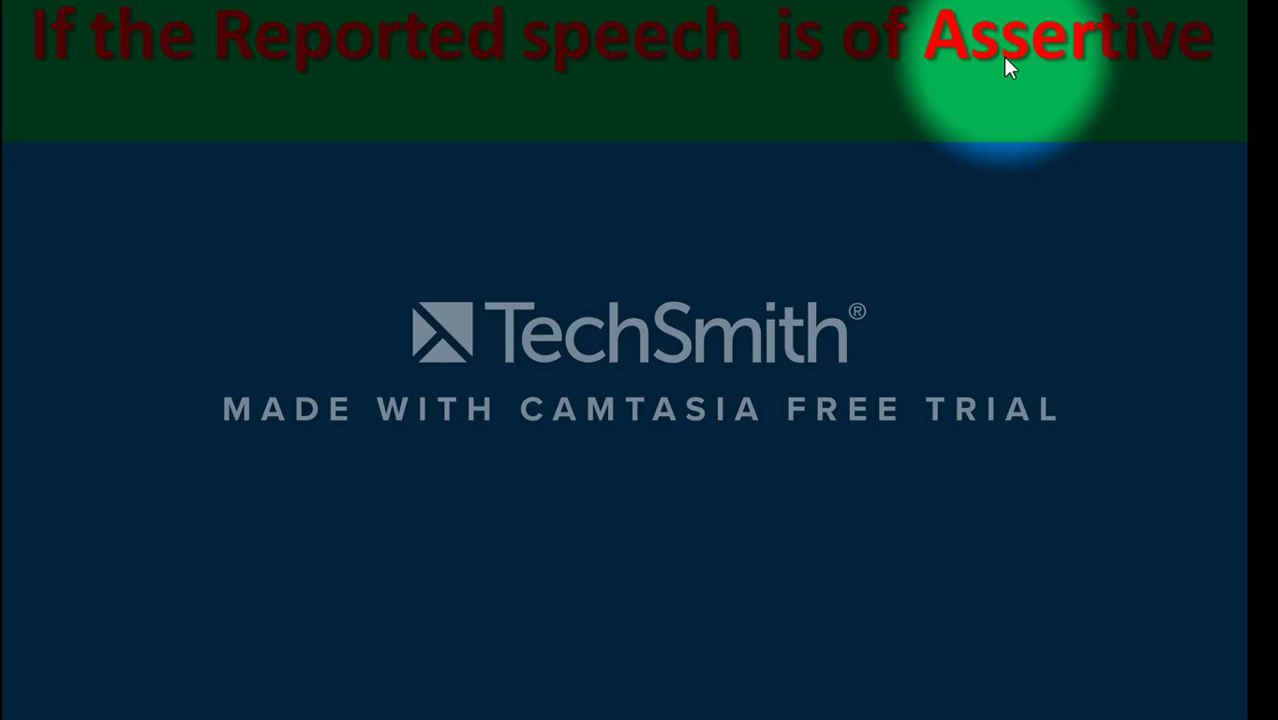 If the Reported speech is of Assertive
TechSmith®
MADE WITH CAMTASIA FREE TRIAL